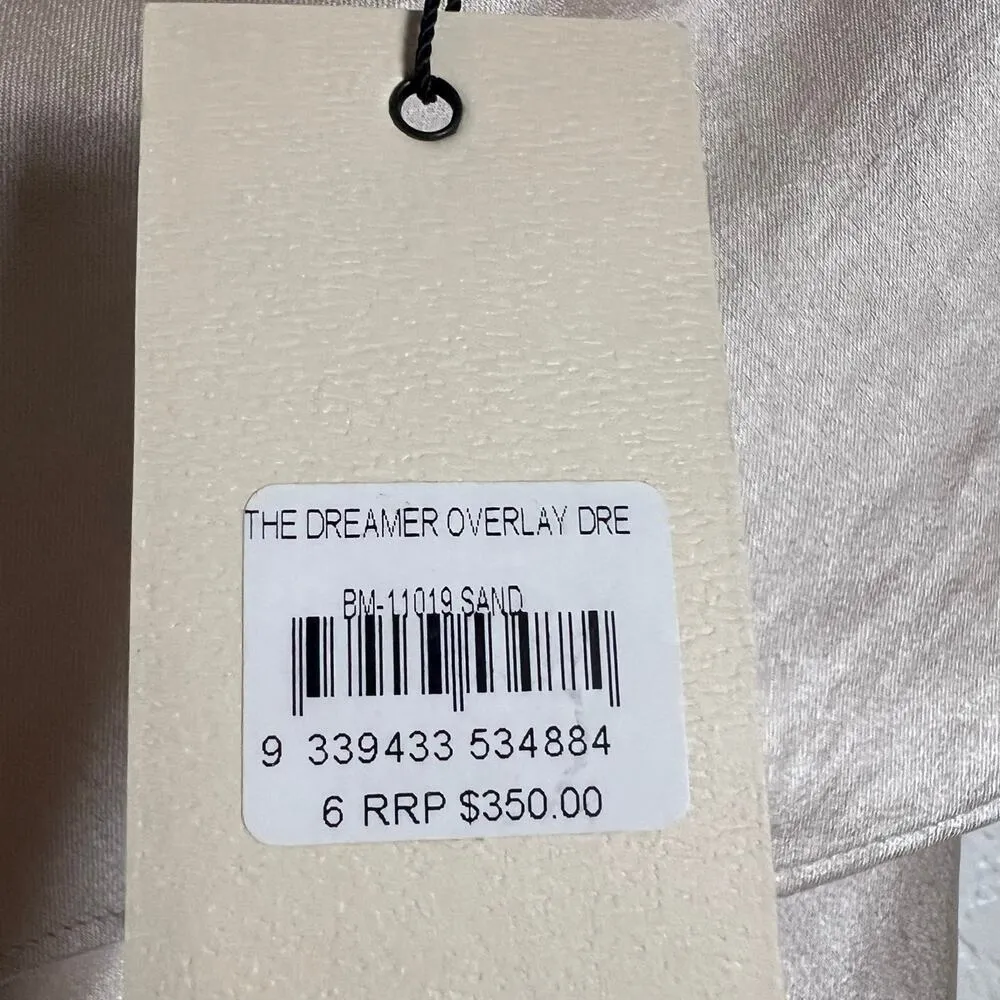 THE DREAMER OVERLAY DRE
BM-11019 SAND
9 339433 534884
6 RRP $350.00